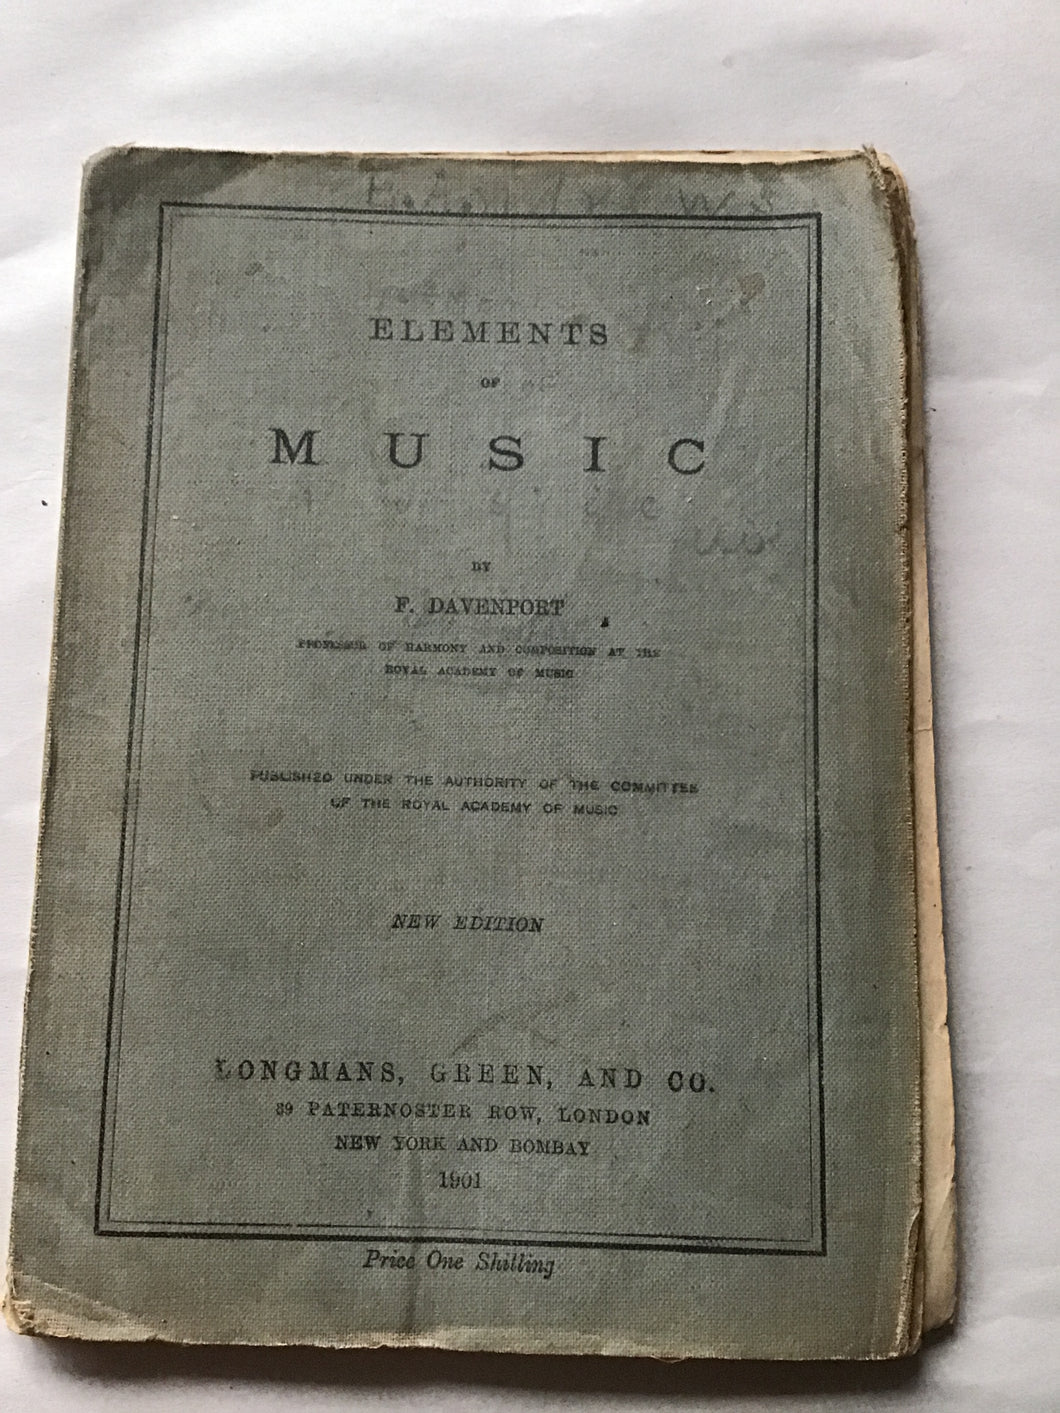 ELEMENTS
OF
MUSIC
BY
F. DAVENPORT
PROFESSOR OF HARMONY AND COMPOSITION AT THE
ROYAL ACADEMY OF MUSIC
PUBLISHED UNDER THE AUTHORITY OF THE COMMITTEE
OF THE ROYAL ACADEMY OF MUSIC
NEW EDITION
LONGMANS, GREEN, AND CO.
39 PATERNOSTER ROW, LONDON
NEW YORK AND BOMBAY
1901
Price One Shilling